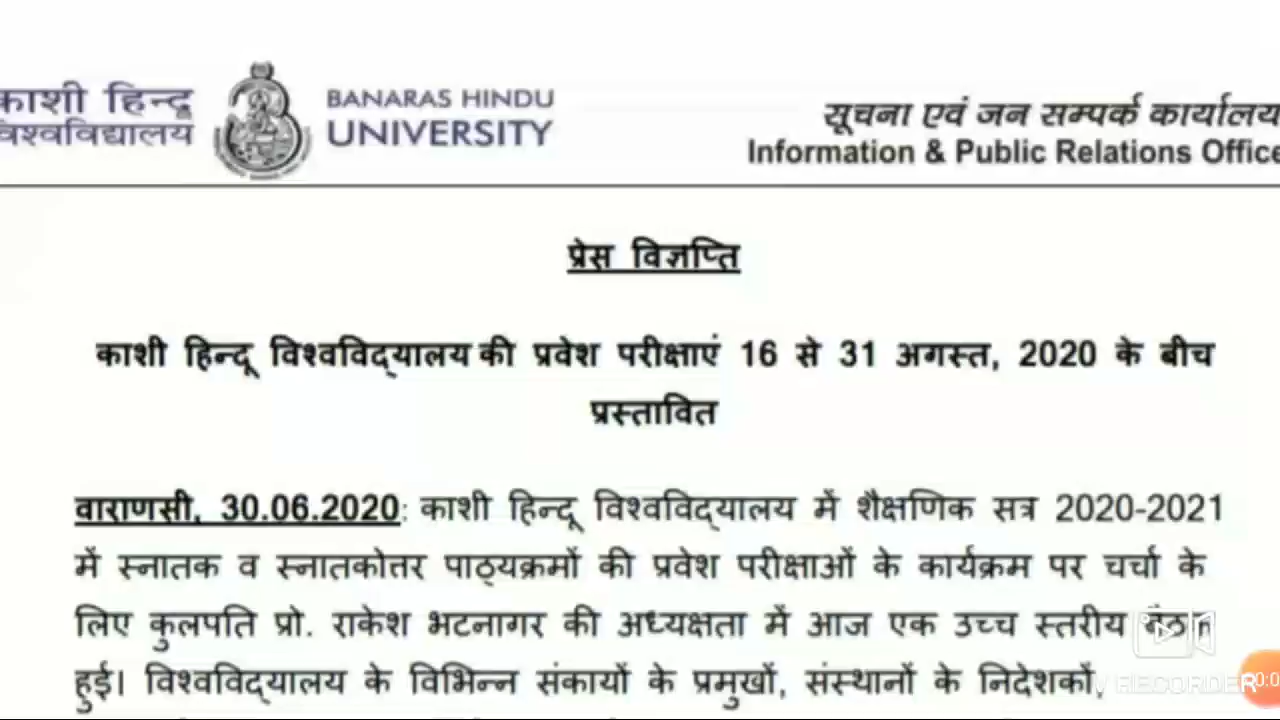 काशी हिन्दू
विश्वविद्यालय
BANARAS HINDU
UNIVERSITY
सूचना एवं जन सम्पर्क कार्यालय
Information & Public Relations Office
प्रेस विज्ञप्ति
काशी हिन्दू विश्वविद्यालय की प्रवेश परीक्षाएं 16 से 31 अगस्त, 2020 के बीच
प्रस्तावित
वाराणसी, 30.06.2020: काशी हिन्दू विश्वविद्यालय में शैक्षणिक सत्र 2020-2021
में स्नातक व स्नातकोत्तर पाठ्यक्रमों की प्रवेश परीक्षाओं के कार्यक्रम पर चर्चा के
लिए कुलपति प्रो. राकेश भटनागर की अध्यक्षता में आज एक उच्च स्तरीय बैठक
हुई। विश्वविद्यालय के विभिन्न संकायों के प्रमुखों, संस्थानों के निदेशकों,
V RECORDER